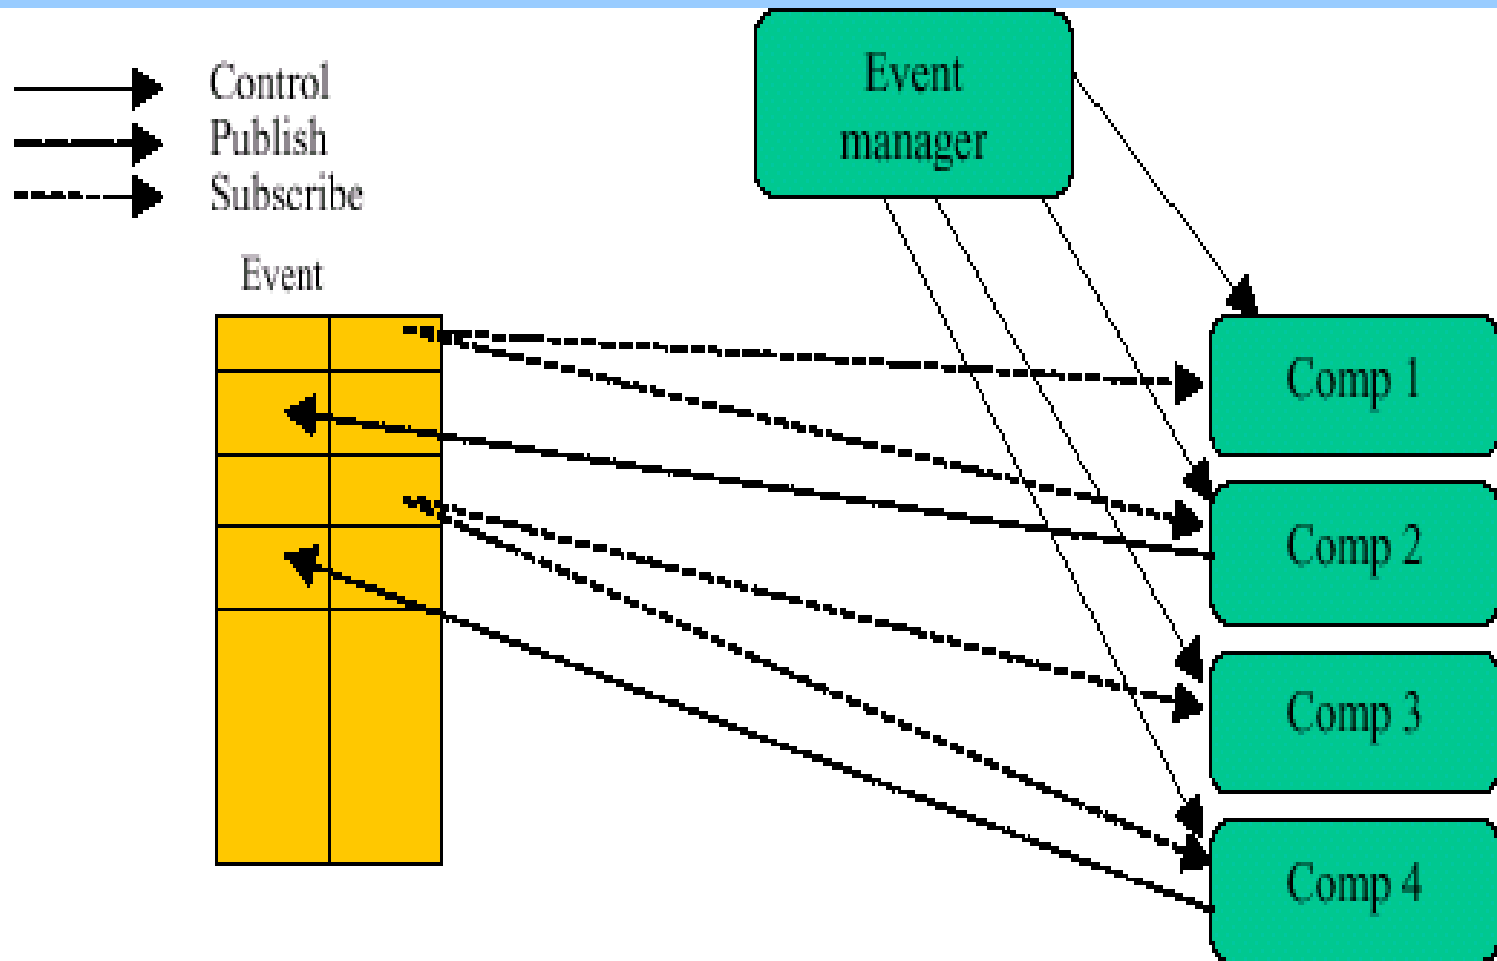 Control
Publish
Subscribe
Event
Event
manager
Comp 1
Comp 2
Comp 3
Comp 4